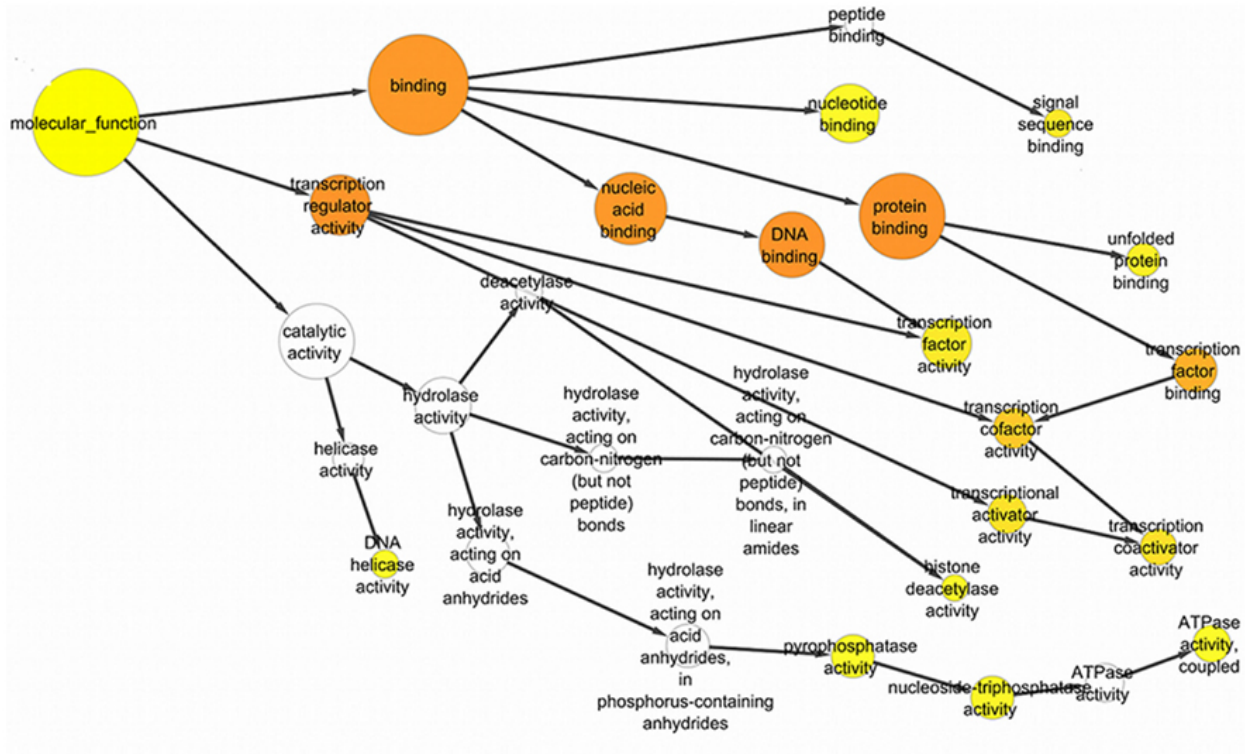 peptide
binding
binding
molecular_function
nucleotide
binding
signal
sequence
binding
transcription
regulator
activity
nucleic
acid
binding
protein
binding
DNA
binding
unfolded
protein
binding
deacetylase
activity
catalytic
activity
transcription
factor
activity
transcription
factor
binding
hydrolase
activity
hydrolase
activity,
acting on
carbon-nitrogen
(but not
peptide)
bonds
hydrolase
activity,
acting on
carbon-nitrogen
(but not
peptide)
bonds, in
linear
amides
transcription
cofactor
activity
helicase
activity
transcriptional
activator
activity
transcription
coactivator
activity
DNA
helicase
activity
hydrolase
activity,
acting on
acid
anhydrides
histone
deacetylase
activity
hydrolase
activity,
acting on
acid
anhydrides,
in
phosphorus-containing
anhydrides
pyrophosphatase
activity
nucleoside-triphosphatase
activity
ATPase
activity
ATPase
activity,
coupled